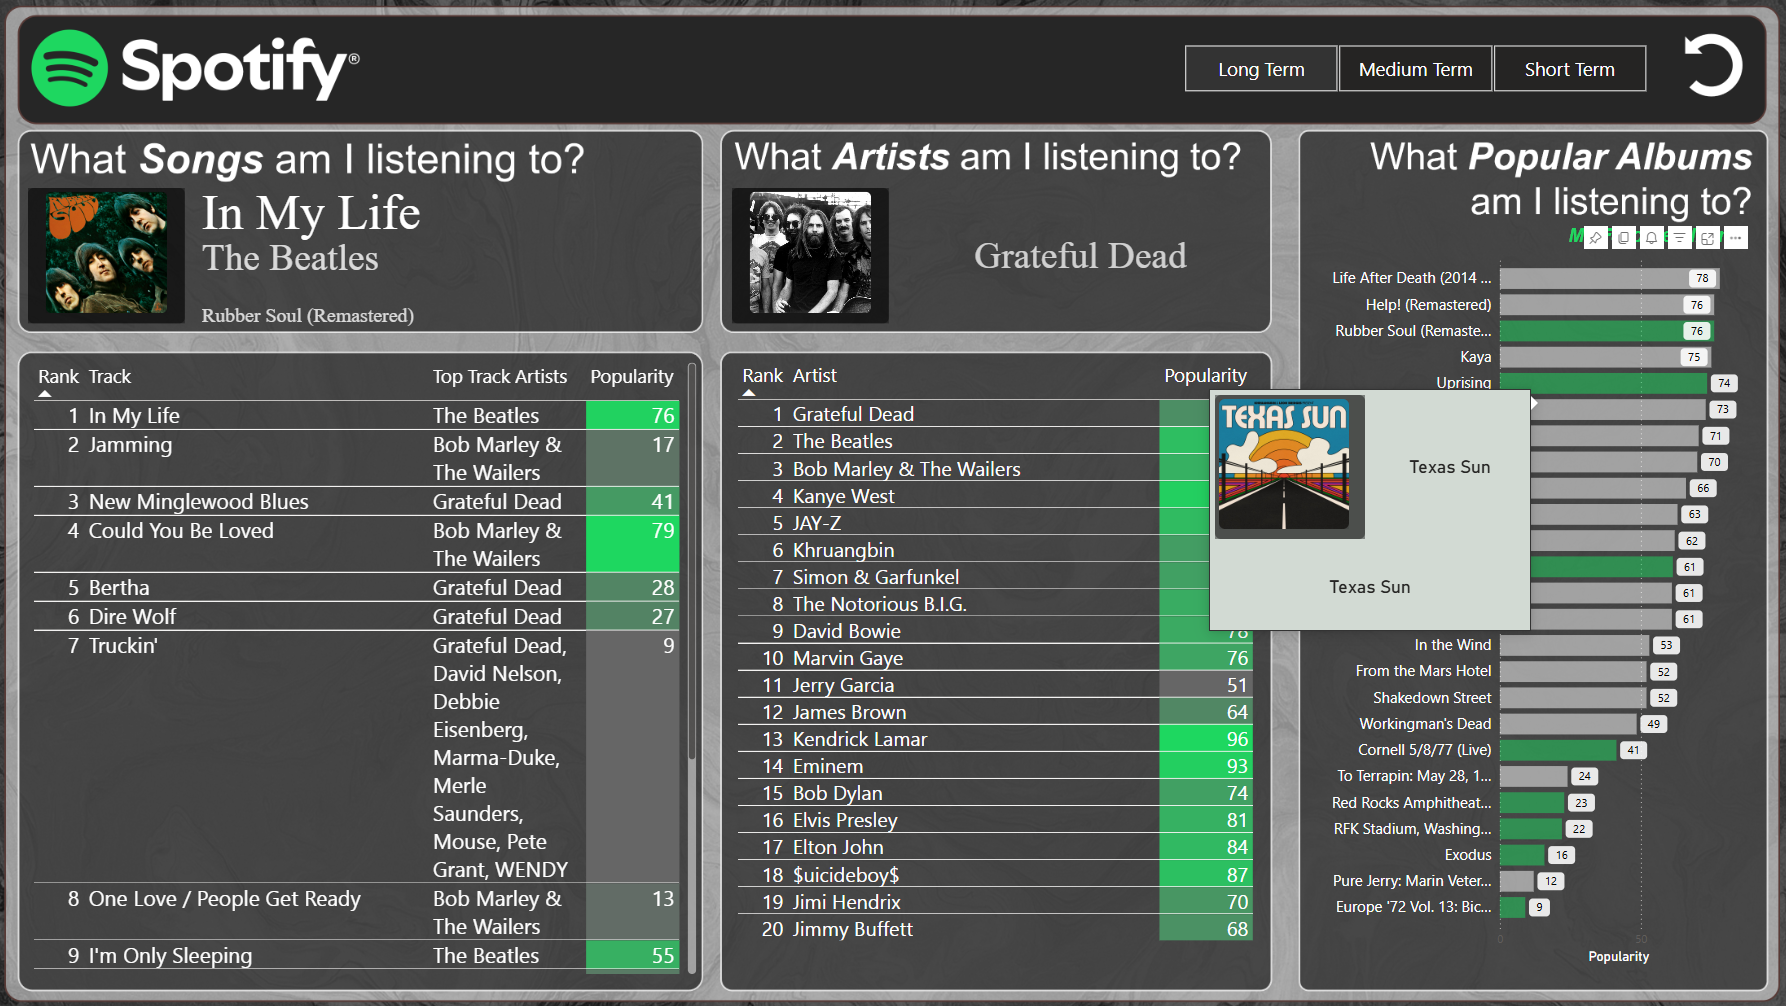 Spotify®
Long Term
Medium Term
Short Term
What Songs am I listening to?
In My Life
The Beatles
Rubber Soul (Remastered)
What Artists am I listening to?
Grateful Dead
What Popular Albums
am I listening to?
Rank Track Top Track Artists Popularity
1 In My Life The Beatles 76
2 Jamming Bob Marley & 17
The Wailers
3 New Minglewood Blues Grateful Dead 41
4 Could You Be Loved Bob Marley & 79
The Wailers
5 Bertha Grateful Dead 28
6 Dire Wolf Grateful Dead 27
7 Truckin' Grateful Dead, 9
David Nelson,
Debbie
Eisenberg,
Marma-Duke,
Merle
Saunders,
Mouse, Pete
Grant, WENDY
8 One Love / People Get Ready Bob Marley & 13
The Wailers
9 I'm Only Sleeping The Beatles 55
Rank Artist Popularity
1 Grateful Dead
2 The Beatles
3 Bob Marley & The Wailers
4 Kanye West
5 JAY-Z
6 Khruangbin
7 Simon & Garfunkel
8 The Notorious B.I.G.
9 David Bowie 78
10 Marvin Gaye 76
11 Jerry Garcia 51
12 James Brown 64
13 Kendrick Lamar 96
14 Eminem 93
15 Bob Dylan 74
16 Elvis Presley 81
17 Elton John 84
18 $uicideboy$ 87
19 Jimi Hendrix 70
20 Jimmy Buffett 68
Life After Death (2014 ... 78
Help! (Remastered) 76
Rubber Soul (Remaste... 76
Kaya 75
Uprising 74
73
71
70
66
63
62
61
61
61
TEXAS SUN
Texas Sun
Texas Sun
In the Wind 53
From the Mars Hotel 52
Shakedown Street 52
Workingman's Dead 49
Cornell 5/8/77 (Live) 41
To Terrapin: May 28, 1... 24
Red Rocks Amphitheat... 23
RFK Stadium, Washing... 22
Exodus 16
Pure Jerry: Marin Veter... 12
Europe '72 Vol. 13: Bic... 9
0 50
Popularity